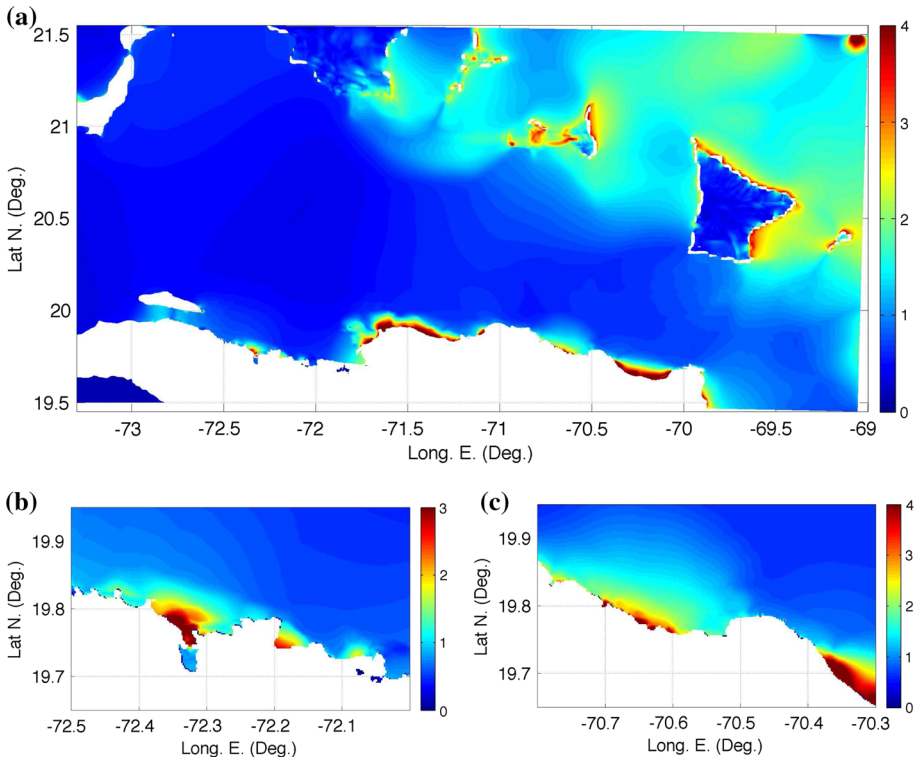 (a)
21.5
21
20.5
20
19.5
Lat N. (Deg.)
-73 -72.5 -72 -71.5 -71 -70.5 -70 -69.5 -69
Long. E. (Deg.)
4
3
2
1
0
(b)
19.9
19.8
19.7
Lat N. (Deg.)
-72.5 -72.4 -72.3 -72.2 -72.1
Long. E. (Deg.)
3
2
1
0
(c)
19.9
19.8
19.7
Lat N. (Deg.)
-70.7 -70.6 -70.5 -70.4 -70.3
Long. E. (Deg.)
4
3
2
1
0